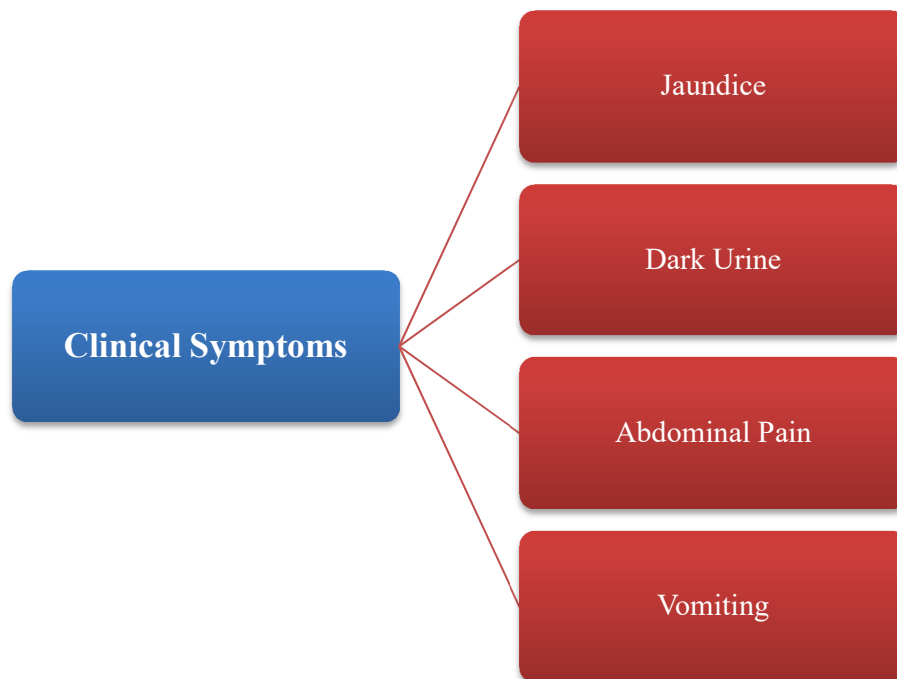 Clinical Symptoms
Jaundice
Dark Urine
Abdominal Pain
Vomiting